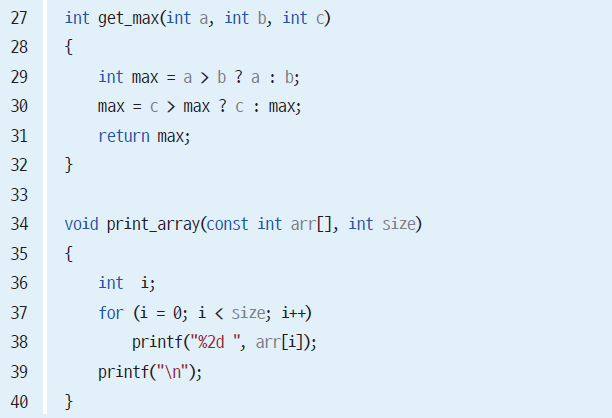 27 int get_max(int a, int b, int c)
28 {
29 int max = a > b ? a : b;
30 max = c > max ? c : max;
31 return max;
32 }
33
34 void print_array(const int arr[], int size)
35 {
36 int  i;
37 for (i = 0; i < size; i++)
38 printf("%2d ", arr[i]);
39 printf("\n");
40 }